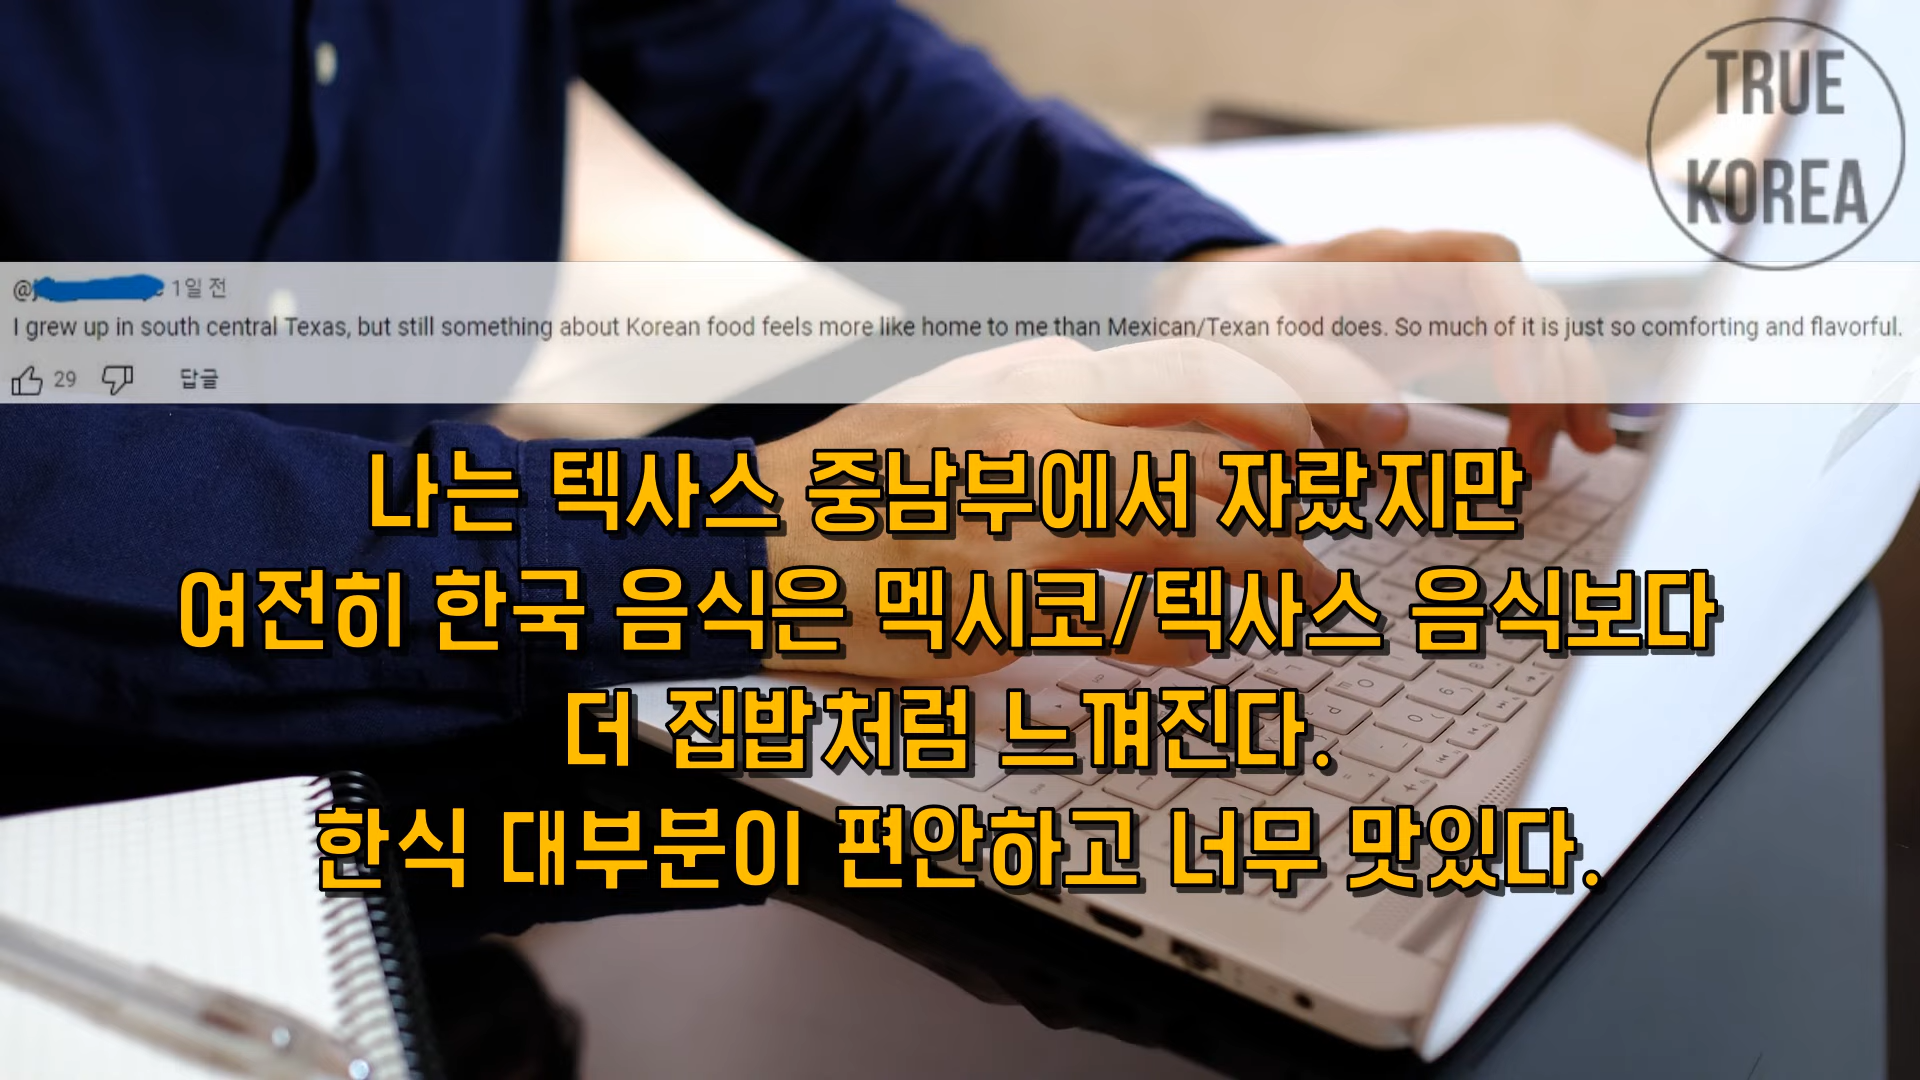 TRUE
KOREA
1일 전
I grew up in south central Texas, but still something about Korean food feels more like home to me than Mexican/Texan food does. So much of it is just so comforting and flavorful.
29
답글
나는 텍사스 중남부에서 자랐지만
여전히 한국 음식은 멕시코/텍사스 음식보다
더 집밥처럼 느껴진다.
한식 대부분이 편안하고 너무 맛있다.